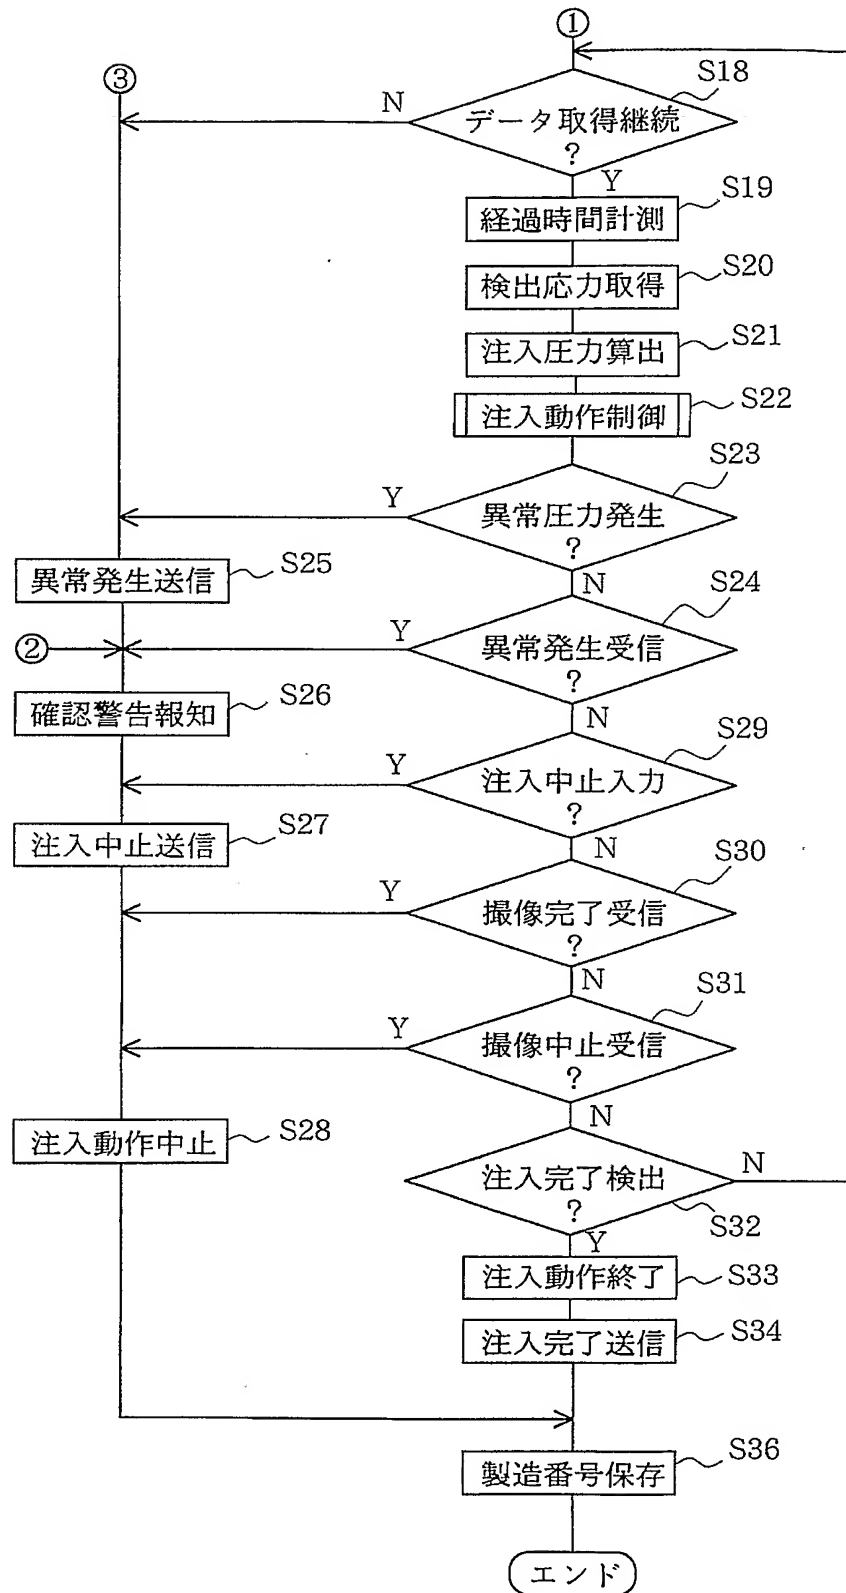 ①
③
S18
N
データ取得継続
?
Y
S19
経過時間計測
S20
検出応力取得
S21
注入圧力算出
S22
注入動作制御
S23
Y
異常圧力発生
?
N
S25
異常発生送信
S24
②
Y
異常発生受信
?
N
S26
確認警告報知
S29
Y
注入中止入力
?
N
S27
注入中止送信
S30
Y
撮像完了受信
?
N
S31
Y
撮像中止受信
?
N
S28
注入動作中止
N
注入完了検出
?
S32
Y
注入動作終了
S33
注入完了送信
S34
S36
製造番号保存
エンド